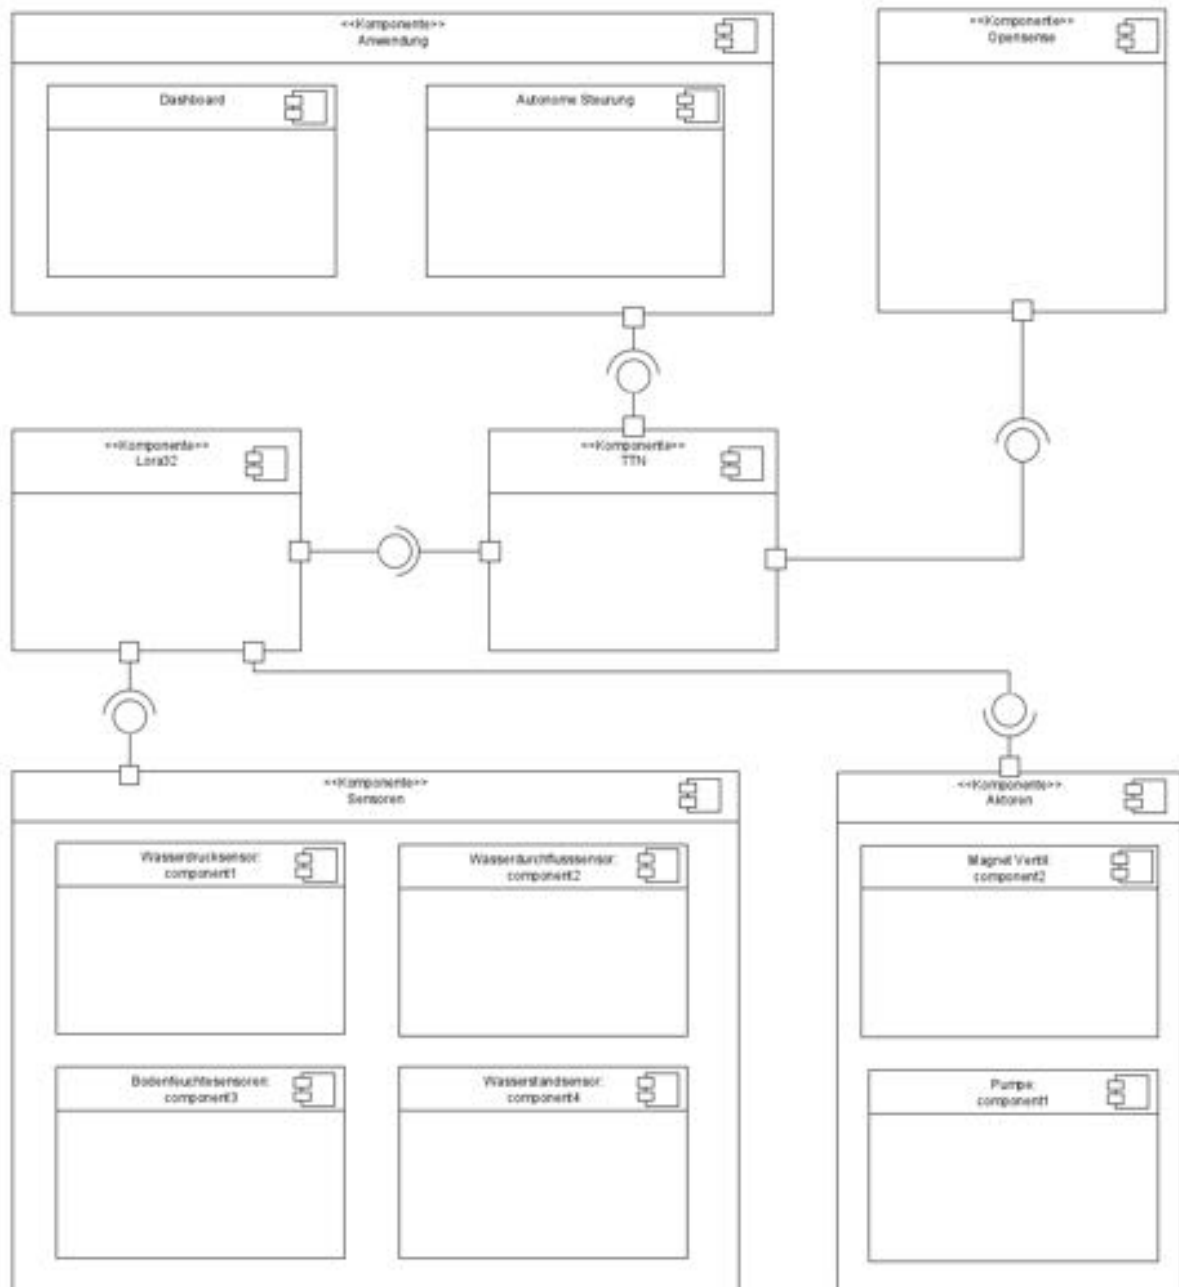 <<Komponente>>
Anwendung
<<Komponente>>
Opensense
Dashboard
Autonome Steurung
<<Komponente>>
Lora32
<<Komponente>>
TTN
<<Komponente>>
Sensoren
<<Komponente>>
Aktoren
Wasserdrucksensor:
component1
Wasserdurchflusssensor:
component2
Magnet Ventil:
component2
Bodenfeuchtesensoren:
component3
Wasserstandsensor:
component4
Pumpe:
component1